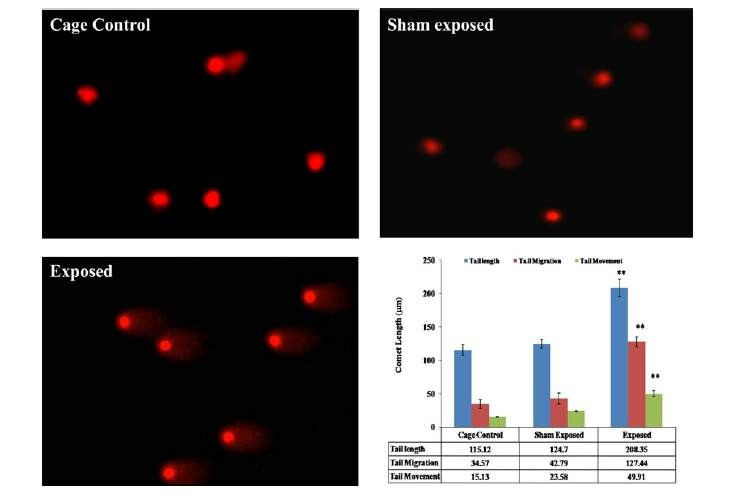 Cage Control
Sham exposed
Exposed
Tail length Tail Migration Tail Movement
Comet Length (µm)
250
200
150
100
50
0
**
**
**
Cage Control Sham Exposed Exposed
Tail length 115.12 124.7 208.35
Tail Migration 34.57 42.79 127.44
Tail Movement 15.13 23.58 49.91